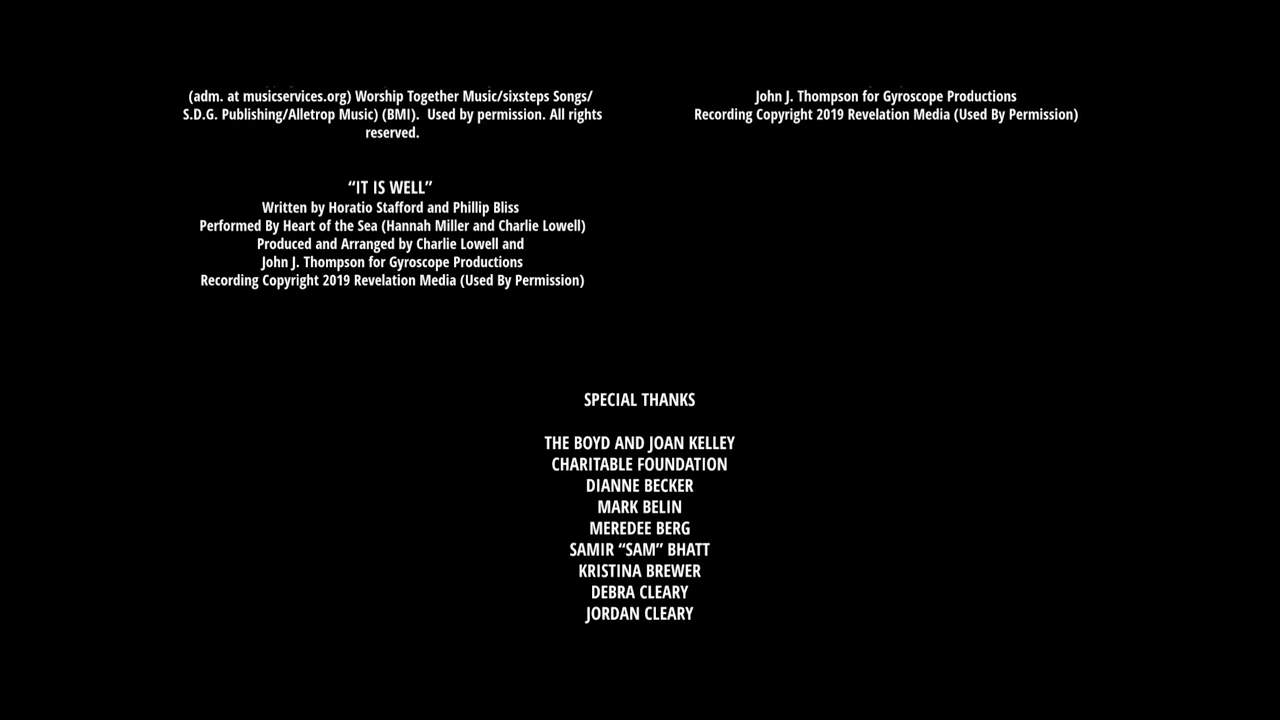 (adm. at musicservices.org) Worship Together Music/sixsteps Songs/
S.D.G. Publishing/Alletrop Music) (BMI).  Used by permission. All rights
reserved.
John J. Thompson for Gyroscope Productions
Recording Copyright 2019 Revelation Media (Used By Permission)
“IT IS WELL”
Written by Horatio Stafford and Phillip Bliss
Performed By Heart of the Sea (Hannah Miller and Charlie Lowell)
Produced and Arranged by Charlie Lowell and
John J. Thompson for Gyroscope Productions
Recording Copyright 2019 Revelation Media (Used By Permission)
SPECIAL THANKS
THE BOYD AND JOAN KELLEY
CHARITABLE FOUNDATION
DIANNE BECKER
MARK BELIN
MEREDEE BERG
SAMIR “SAM” BHATT
KRISTINA BREWER
DEBRA CLEARY
JORDAN CLEARY